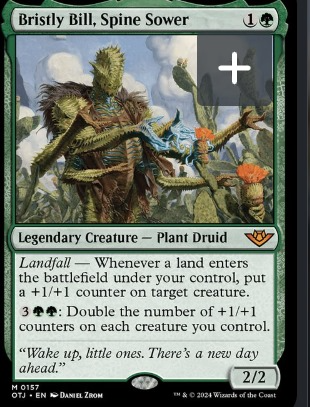 Bristly Bill, Spine Sower 1
Legendary Creature — Plant Druid
Landfall — Whenever a land enters
the battlefield under your control, put
a +1/+1 counter on target creature.
3: Double the number of +1/+1
counters on each creature you control.
“Wake up, little ones. There’s a new day
ahead.”
2/2
M 0157
OTJ • EN DANIEL ZROM
™ & © 2024 Wizards of the Coast